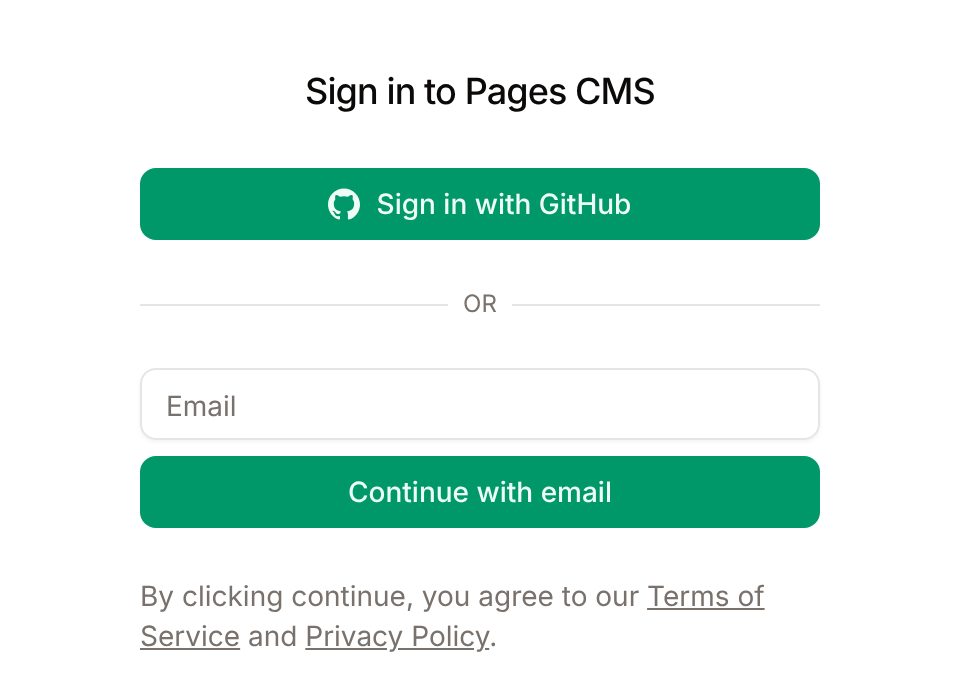 Sign in to Pages CMS
Sign in with GitHub
OR
Email
Continue with email
By clicking continue, you agree to our Terms of
Service and Privacy Policy.